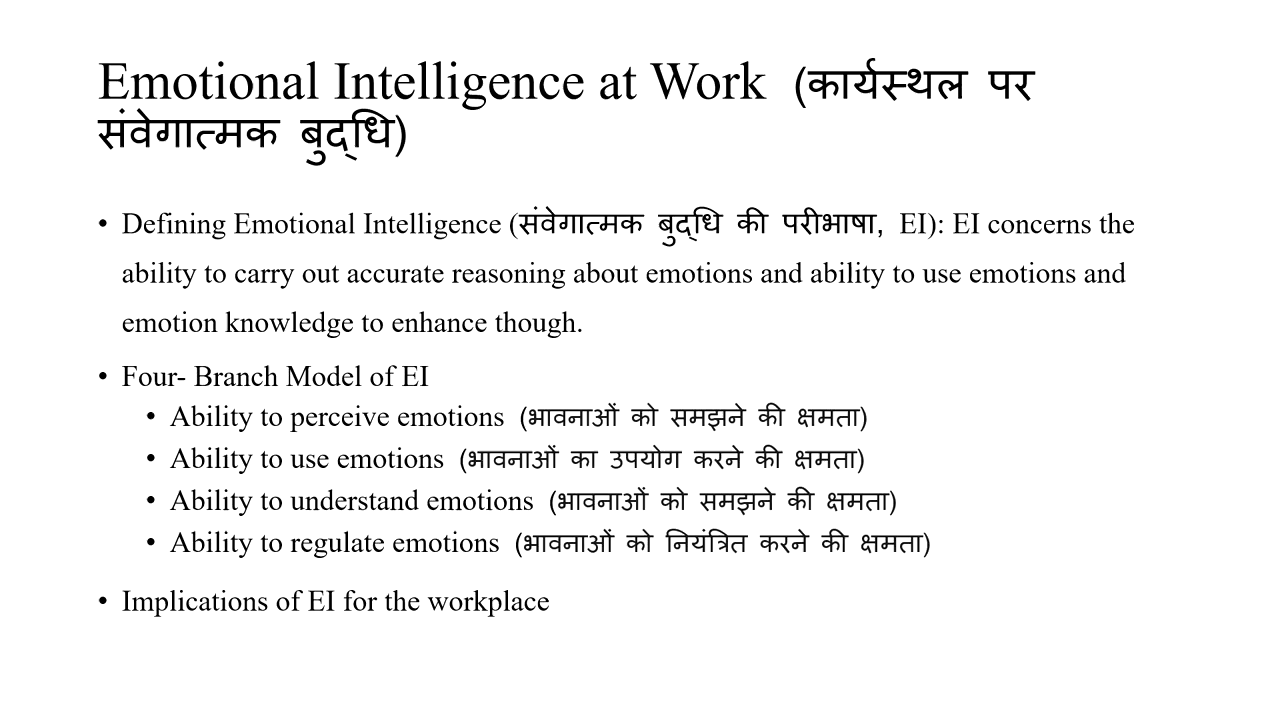 Emotional Intelligence at Work (कार्यस्थल पर
संवेगात्मक बुद्धि)
• Defining Emotional Intelligence (संवेगात्मक बुद्धि की परीभाषा, EI): EI concerns the
ability to carry out accurate reasoning about emotions and ability to use emotions and
emotion knowledge to enhance though.
• Four- Branch Model of EI
• Ability to perceive emotions (भावनाओं को समझने की क्षमता)
• Ability to use emotions (भावनाओं का उपयोग करने की क्षमता)
• Ability to understand emotions (भावनाओं को समझने की क्षमता)
• Ability to regulate emotions (भावनाओं को नियंत्रित करने की क्षमता)
• Implications of EI for the workplace